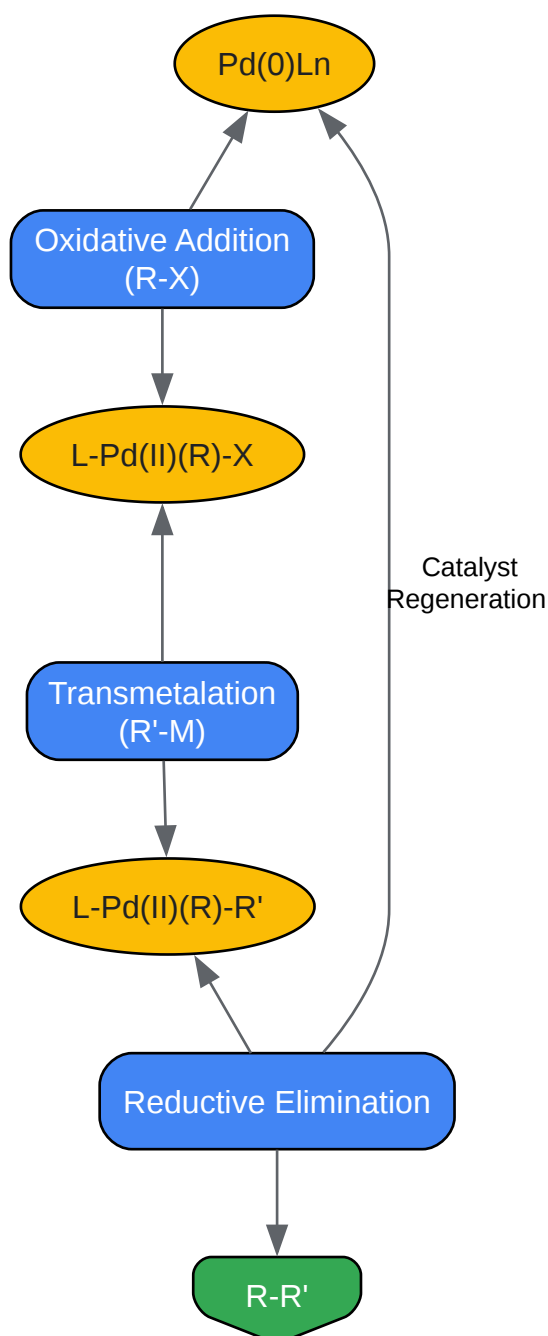 Pd(0)Ln
Oxidative Addition
(R-X)
L-Pd(II)(R)-X
Catalyst
Regeneration
Transmetalation
(R'-M)
L-Pd(II)(R)-R'
Reductive Elimination
R-R'